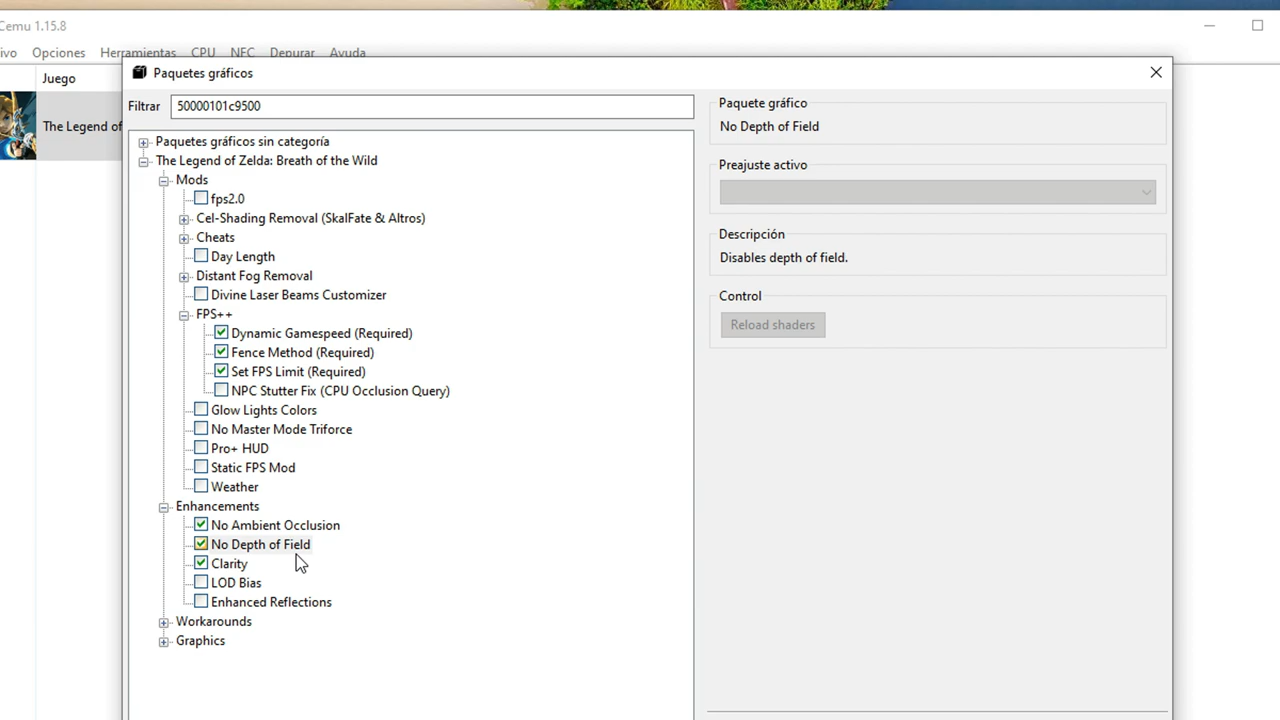 Cemu 1.15.8
ivo Opciones Herramientas CPU NFC Depurar Ayuda
Juego
The Legend of
Paquetes gráficos
Filtrar 50000101c9500
Paquetes gráficos sin categoría
The Legend of Zelda: Breath of the Wild
Mods
fps2.0
Cel-Shading Removal (SkalFate & Altros)
Cheats
Day Length
Distant Fog Removal
Divine Laser Beams Customizer
FPS++
Dynamic Gamespeed (Required)
Fence Method (Required)
Set FPS Limit (Required)
NPC Stutter Fix (CPU Occlusion Query)
Glow Lights Colors
No Master Mode Triforce
Pro+ HUD
Static FPS Mod
Weather
Enhancements
No Ambient Occlusion
No Depth of Field
Clarity
LOD Bias
Enhanced Reflections
Workarounds
Graphics
Paquete gráfico
No Depth of Field
Preajuste activo
Descripción
Disables depth of field.
Control
Reload shaders